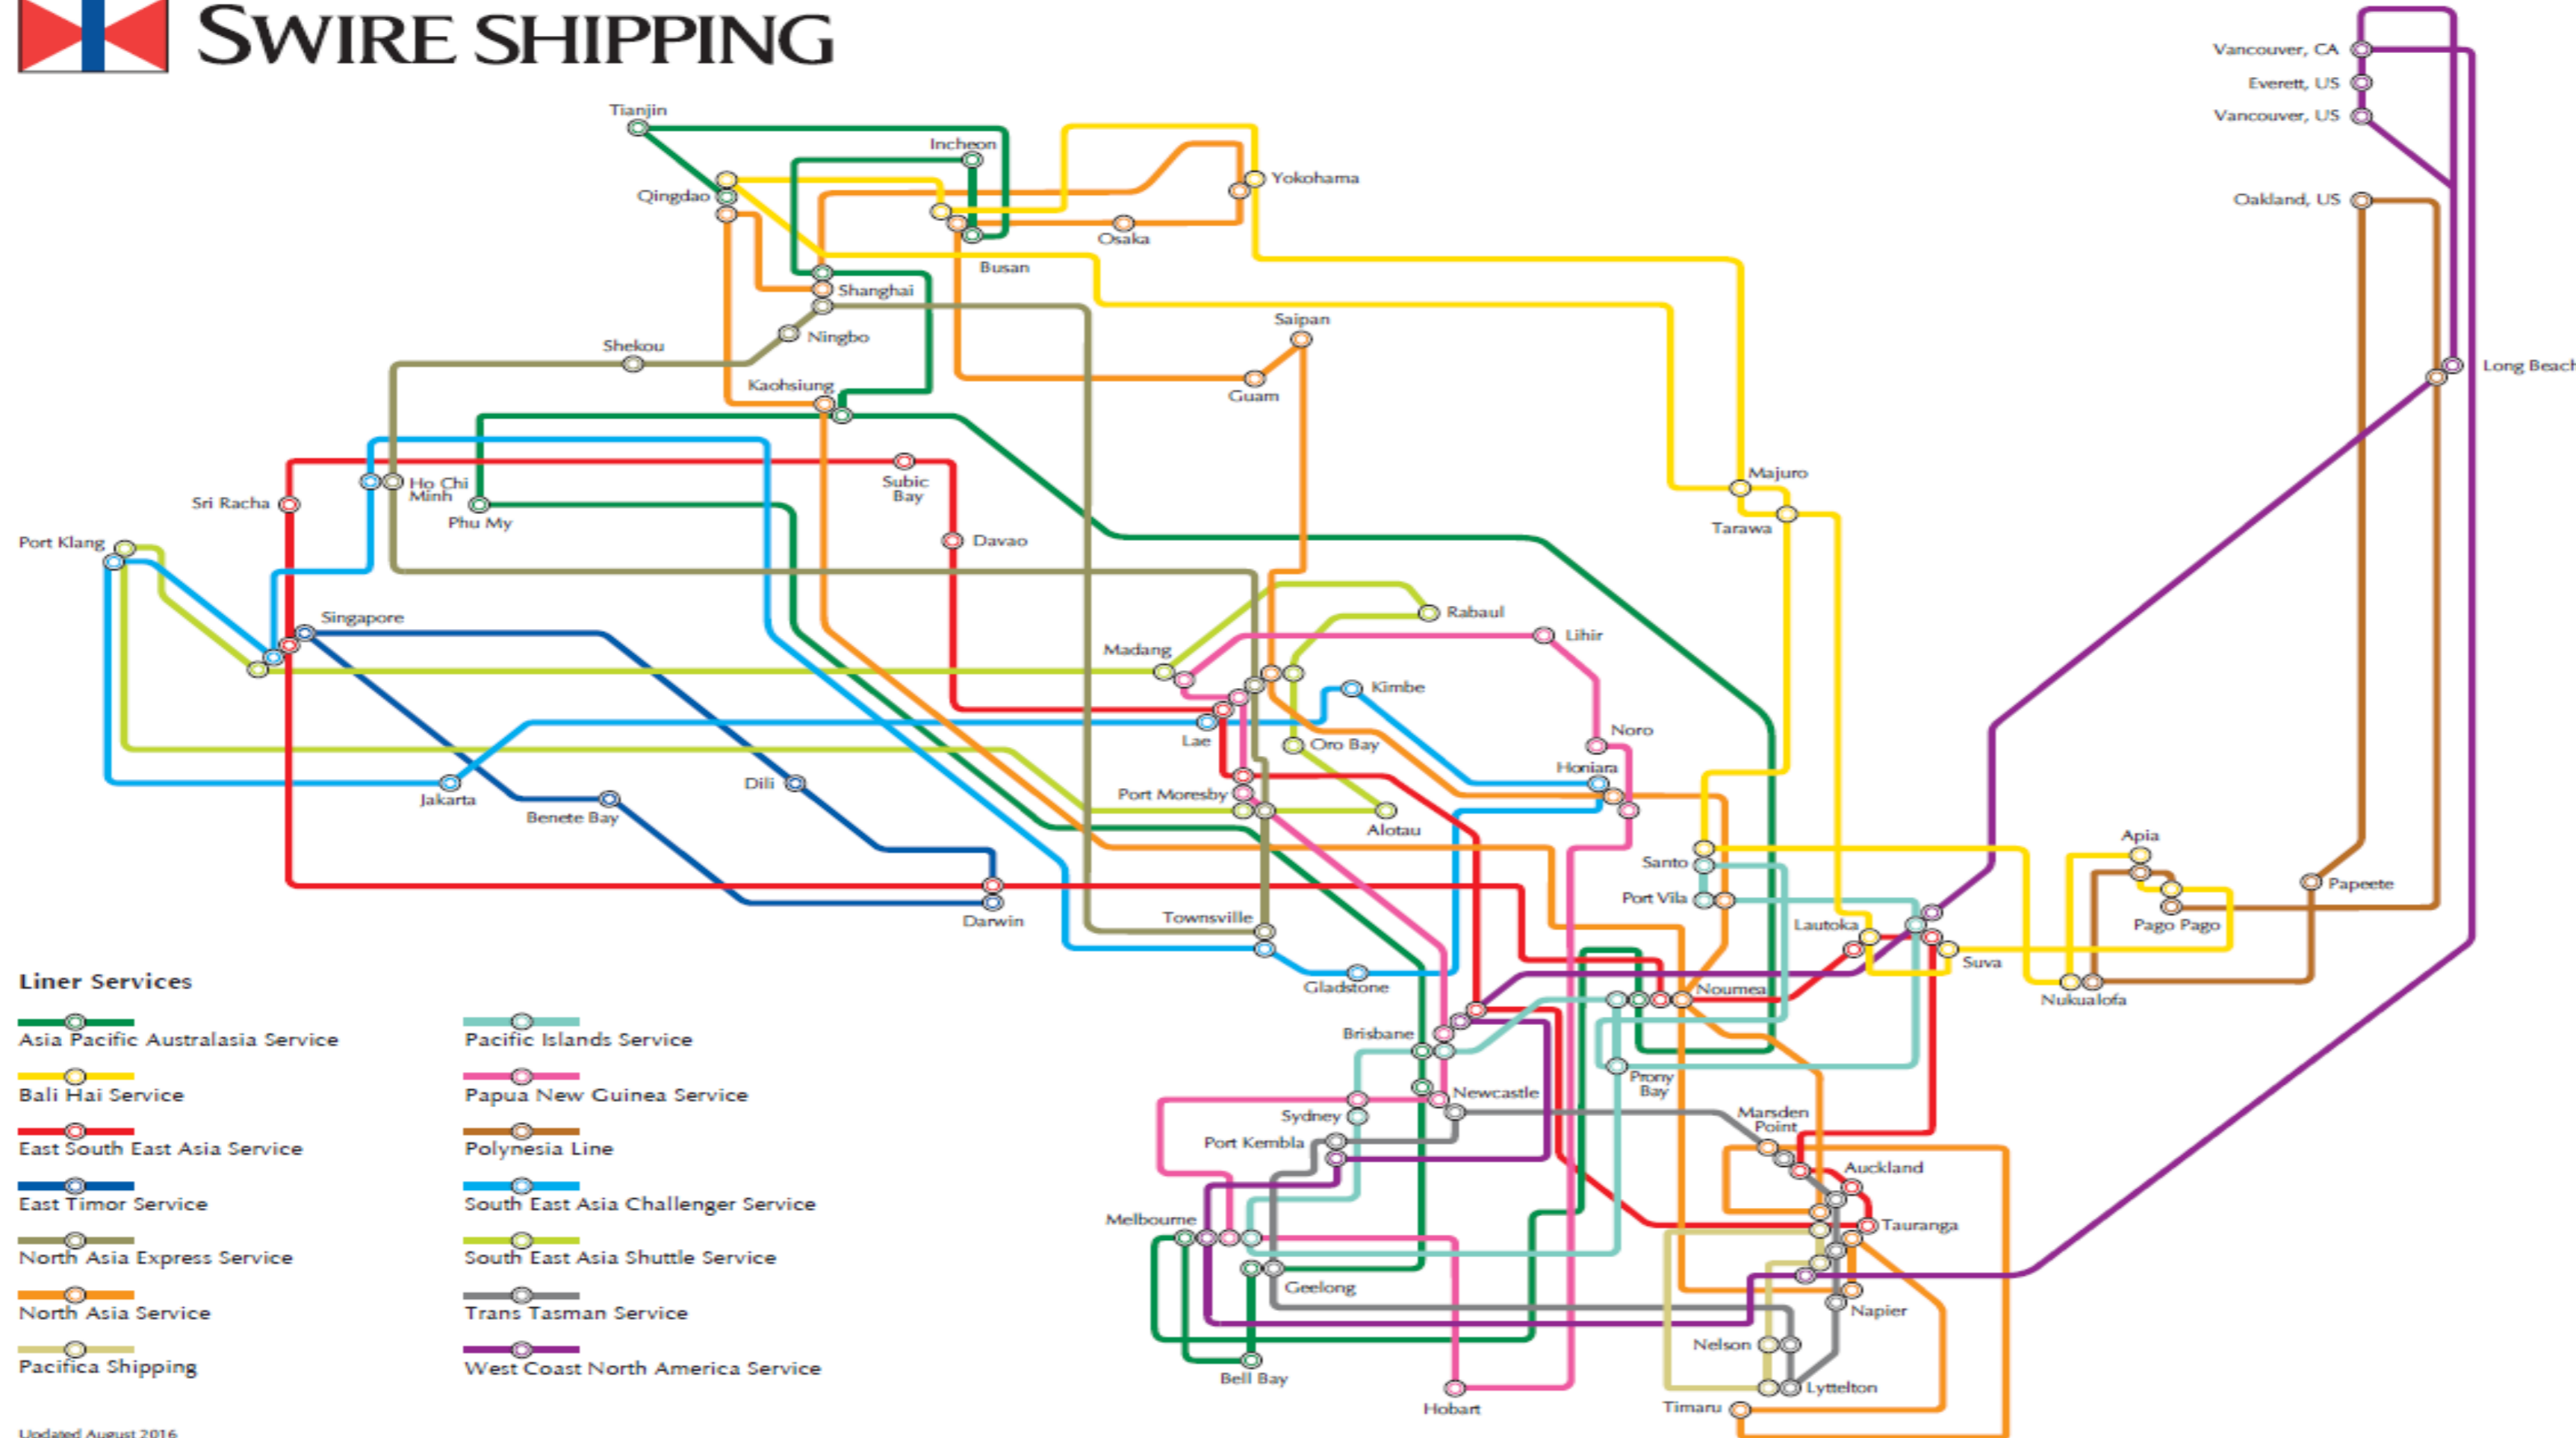 SWIRE SHIPPING
Vancouver, CA
Everett, US
Vancouver, US
Tianjin
Incheon
Qingdao
Yokohama
Oakland, US
Osaka
Busan
Shanghai
Saipan
Ningbo
Shekou
Long Beach
Kaohsiung
Guam
Subic
Bay
Majuro
Ho Chi
Minh
Sri Racha
Phu My
Tarawa
Port Klang
Davao
Singapore
Rabaul
Lihir
Madang
Kimbe
Noro
Lae
Oro Bay
Honiara
Jakarta
Dili
Port Moresby
Benete Bay
Alotau
Apia
Santo
Papeete
Port Vila
Darwin
Townsville
Lautoka
Pago Pago
Suva
Gladstone
Noumea
Nukualofa
Brisbane
Prony
Bay
Newcastle
Sydney
Marsden
Point
Port Kembla
Auckland
Melbourne
Tauranga
Geelong
Napier
Nelson
Bell Bay
Lyttelton
Hobart
Timaru
Liner Services
Asia Pacific Australasia Service
Bali Hai Service
East South East Asia Service
East Timor Service
North Asia Express Service
North Asia Service
Pacifica Shipping
Pacific Islands Service
Papua New Guinea Service
Polynesia Line
South East Asia Challenger Service
South East Asia Shuttle Service
Trans Tasman Service
West Coast North America Service
Updated August 2016